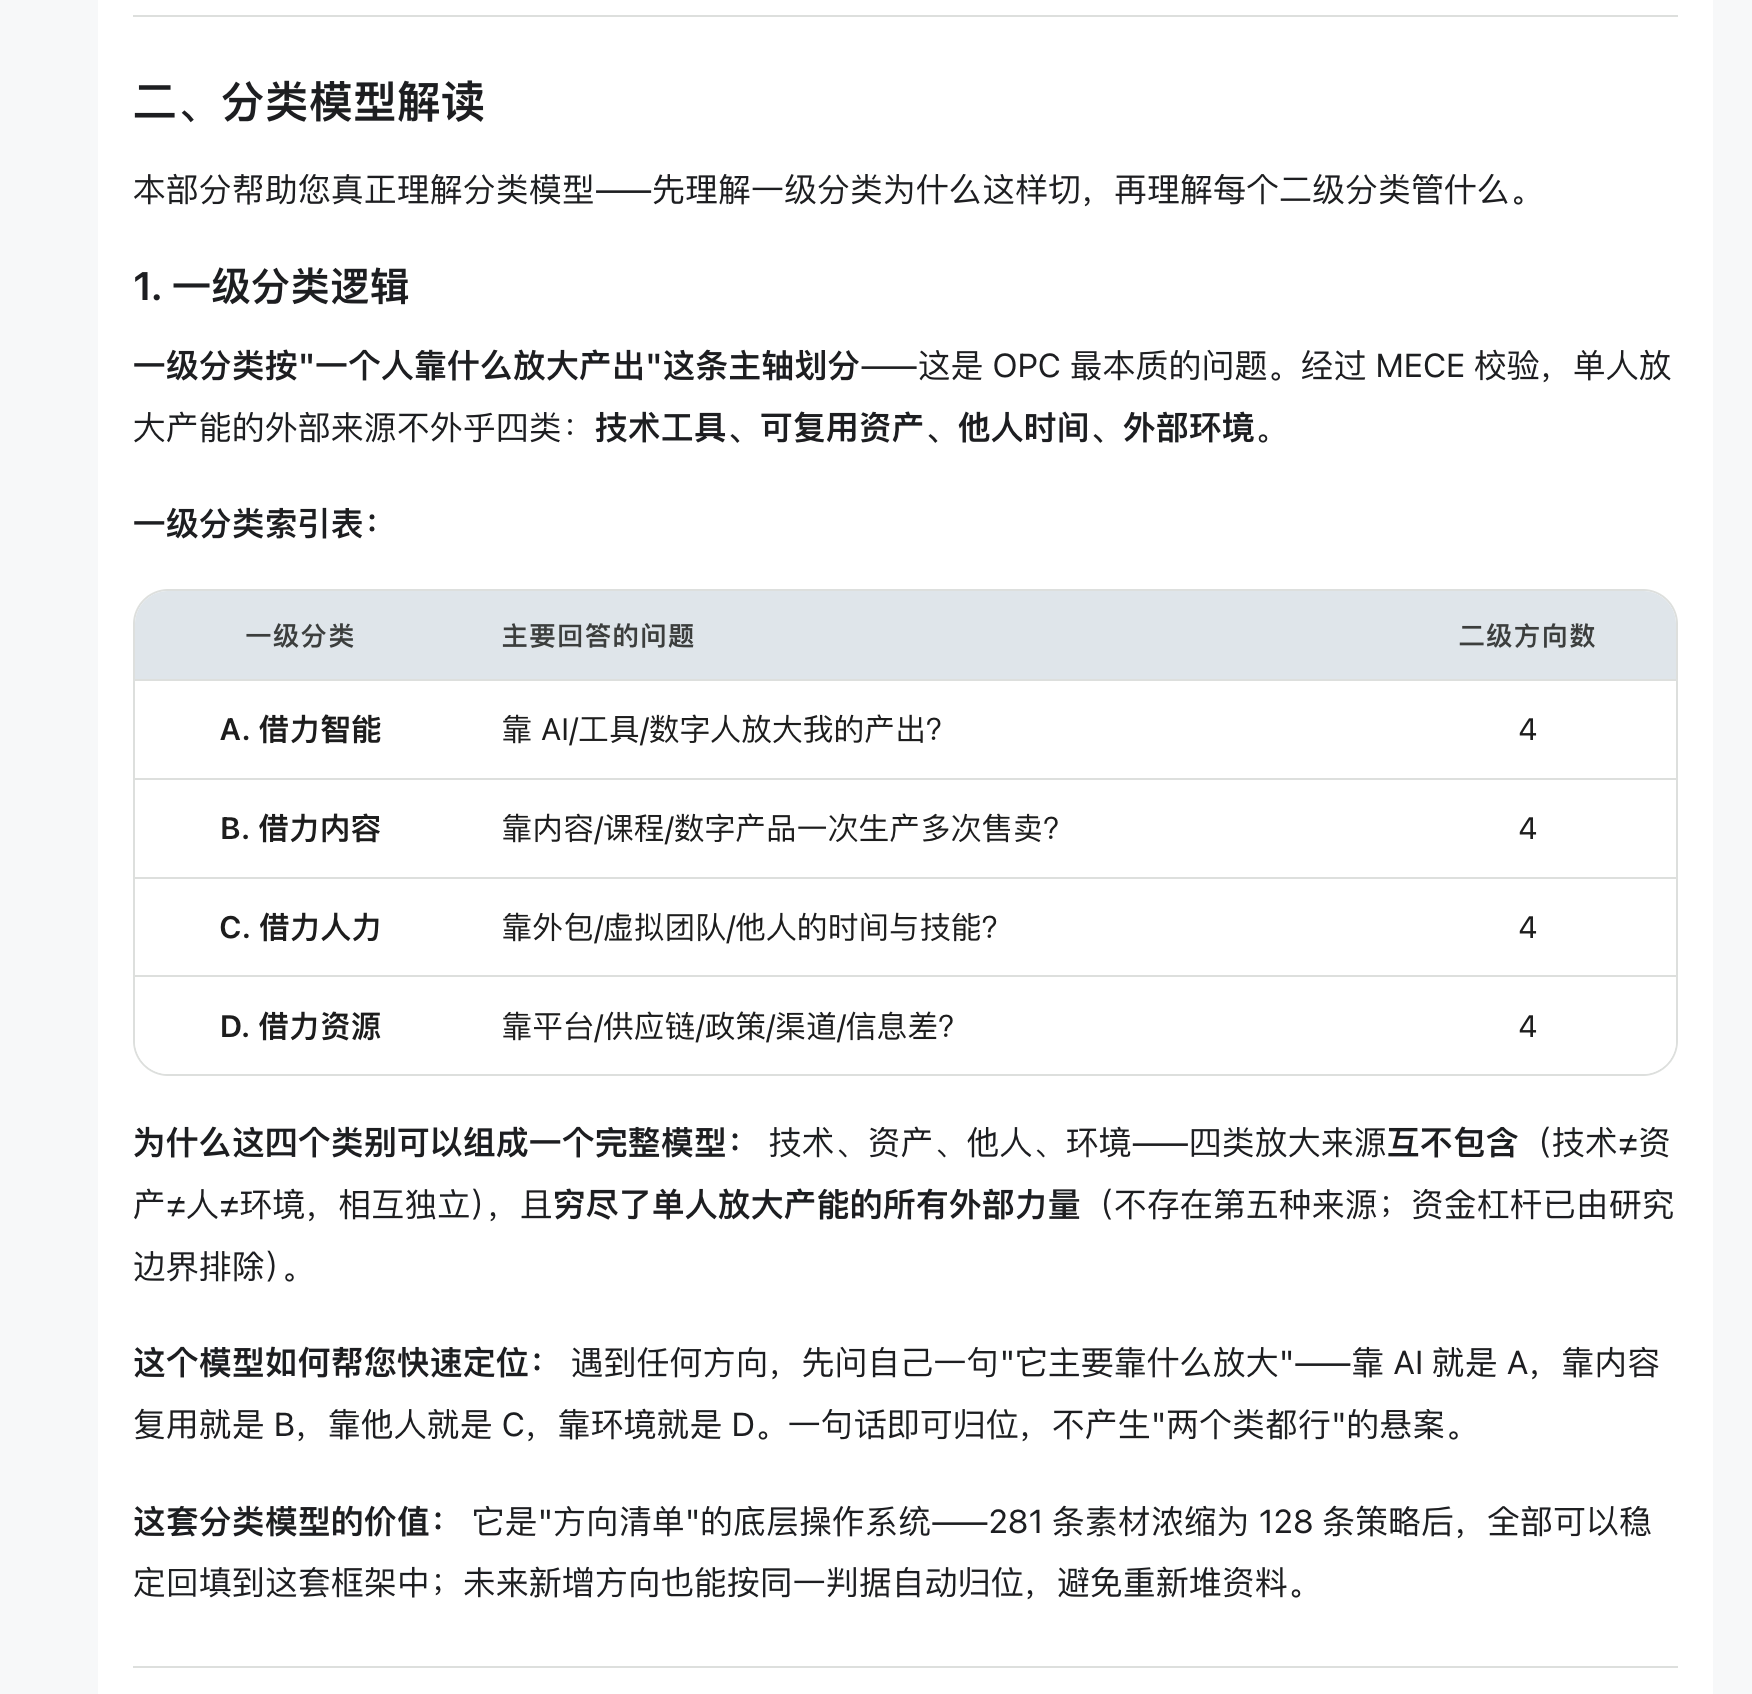 二、分类模型解读
本部分帮助您真正理解分类模型——先理解一级分类为什么这样切，再理解每个二级分类管什么。
1. 一级分类逻辑
一级分类按"一个人靠什么放大产出"这条主轴划分——这是 OPC 最本质的问题。经过 MECE 校验，单人放
大产能的外部来源不外乎四类：技术工具、可复用资产、他人时间、外部环境。
一级分类索引表：
一级分类 主要回答的问题 二级方向数
A. 借力智能 靠 AI/工具/数字人放大我的产出？ 4
B. 借力内容 靠内容/课程/数字产品一次生产多次售卖？ 4
C. 借力人力 靠外包/虚拟团队/他人的时间与技能？ 4
D. 借力资源 靠平台/供应链/政策/渠道/信息差？ 4
为什么这四个类别可以组成一个完整模型： 技术、资产、他人、环境——四类放大来源互不包含（技术≠资
产≠人≠环境，相互独立），且穷尽了单人放大产能的所有外部力量（不存在第五种来源；资金杠杆已由研究
边界排除）。
这个模型如何帮您快速定位： 遇到任何方向，先问自己一句"它主要靠什么放大"——靠 AI 就是 A，靠内容
复用就是 B，靠他人就是 C，靠环境就是 D。一句话即可归位，不产生"两个类都行"的悬案。
这套分类模型的价值： 它是"方向清单"的底层操作系统——281 条素材浓缩为 128 条策略后，全部可以稳
定回填到这套框架中；未来新增方向也能按同一判据自动归位，避免重新堆资料。